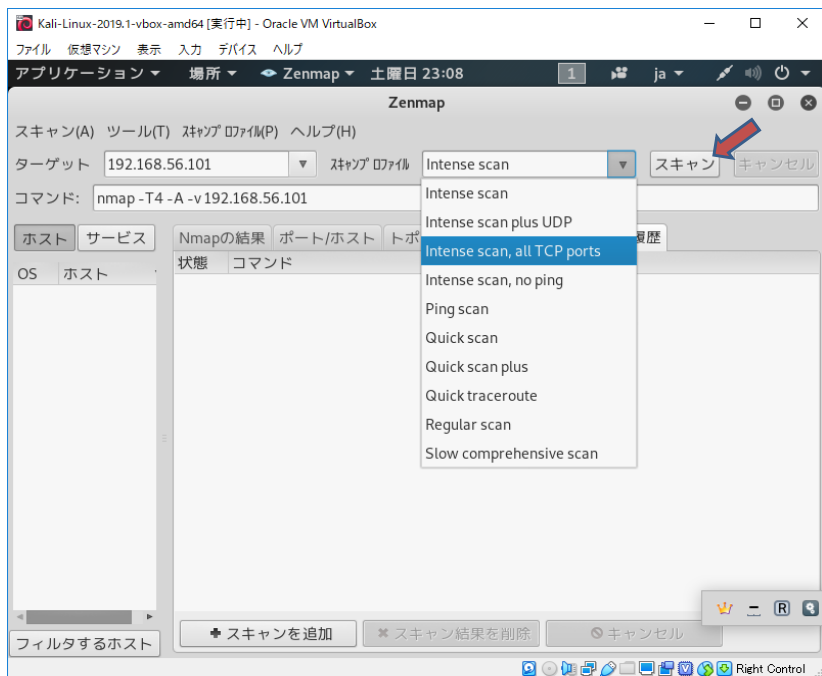 Kali-Linux-2019.1-vbox-amd64 [実行中] - Oracle VM VirtualBox
ファイル 仮想マシン 表示 入力 デバイス ヘルプ
アプリケーション ▼ 場所 ▼ Zenmap ▼ 土曜日 23:08 1 ja ▼
Zenmap
スキャン(A) ツール(T) スキャンプロファイル(P) ヘルプ(H)
ターゲット 192.168.56.101 スキャンプロファイル Intense scan スキャン キャンセル
コマンド: nmap -T4 -A -v 192.168.56.101
ホスト サービス Nmapの結果 ポート/ホスト トポ 履歴
OS ホスト 状態 コマンド
Intense scan
Intense scan plus UDP
Intense scan, all TCP ports
Intense scan, no ping
Ping scan
Quick scan
Quick scan plus
Quick traceroute
Regular scan
Slow comprehensive scan
フィルタするホスト スキャンを追加 スキャン結果を削除 キャンセル
R
Right Control